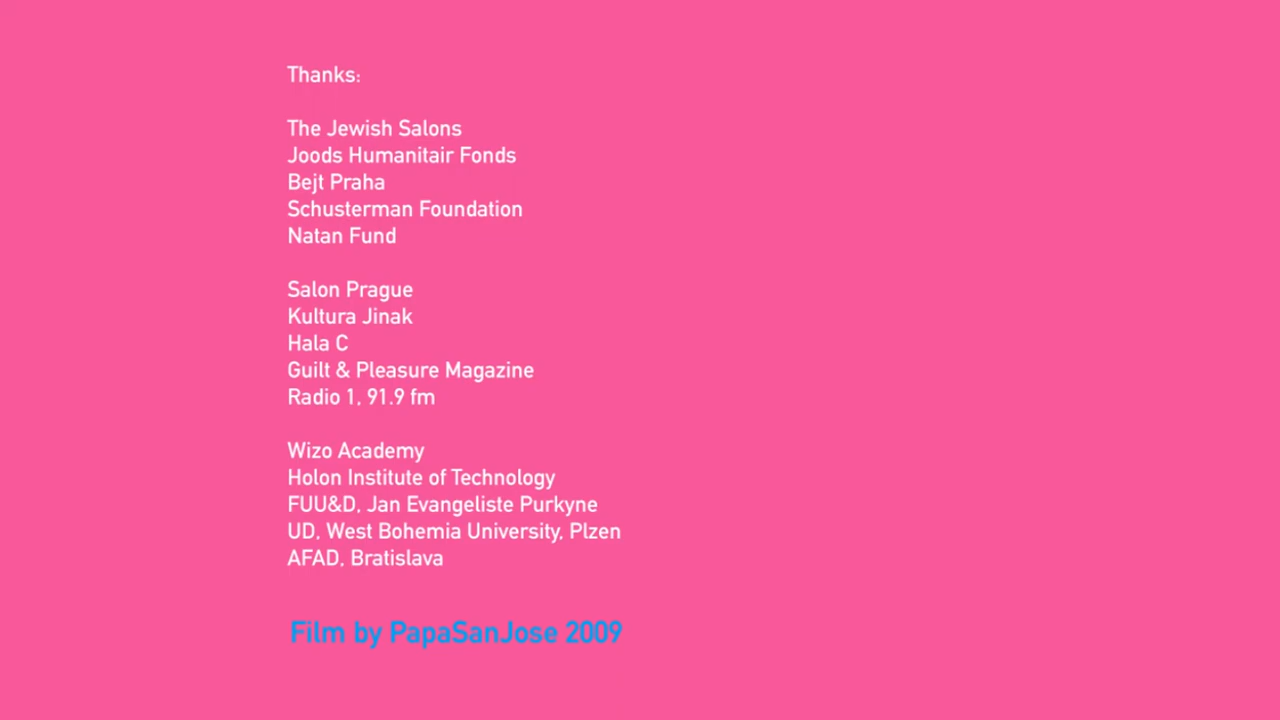 Thanks:
The Jewish Salons
Joods Humanitair Fonds
Bejt Praha
Schusterman Foundation
Natan Fund
Salon Prague
Kultura Jinak
Hala C
Guilt & Pleasure Magazine
Radio 1, 91.9 fm
Wizo Academy
Holon Institute of Technology
FUU&D, Jan Evangeliste Purkyne
UD, West Bohemia University, Plzen
AFAD, Bratislava
Film by PapaSanJose 2009